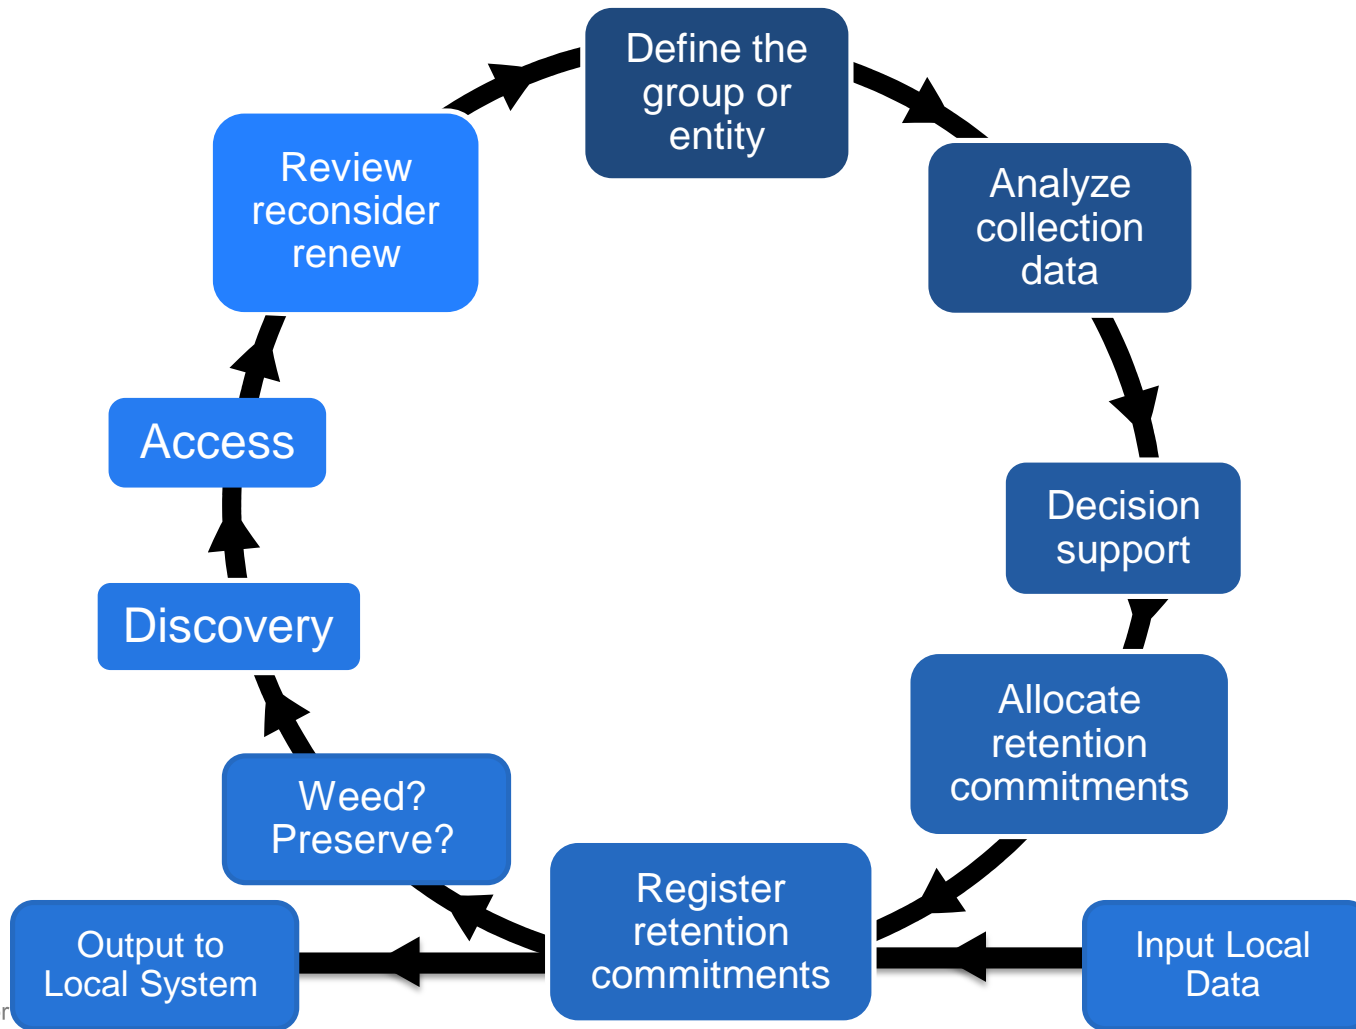 Define the
group or
entity
Analyze
collection
data
Decision
support
Allocate
retention
commitments
Input Local
Data
Register
retention
commitments
Output to
Local System
Weed?
Preserve?
Discovery
Access
Review
reconsider
renew